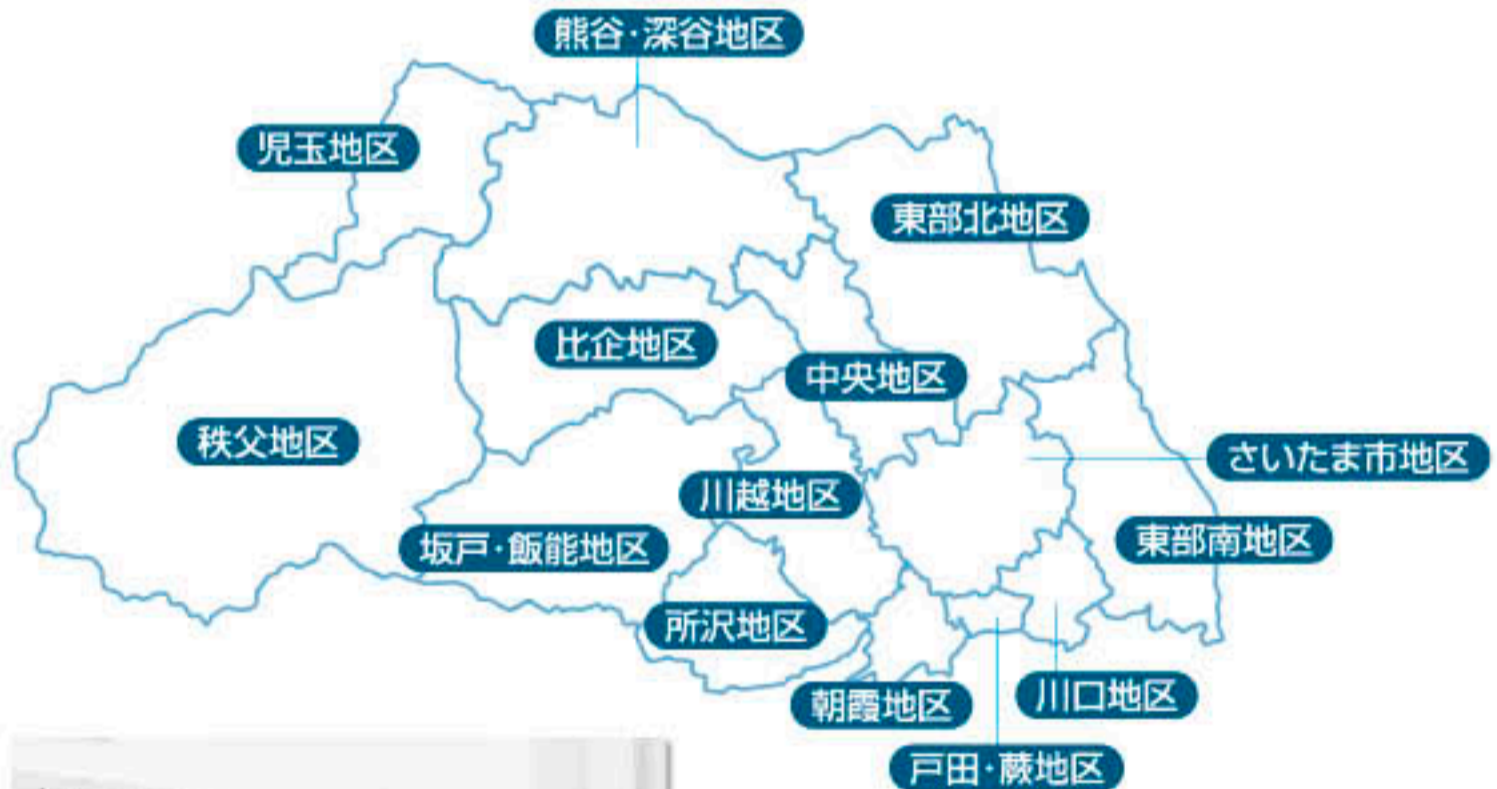 熊谷・深谷地区
児玉地区
東部北地区
比企地区
中央地区
秩父地区
さいたま市地区
川越地区
坂戸・飯能地区
東部南地区
所沢地区
朝霞地区
川口地区
戸田・蕨地区